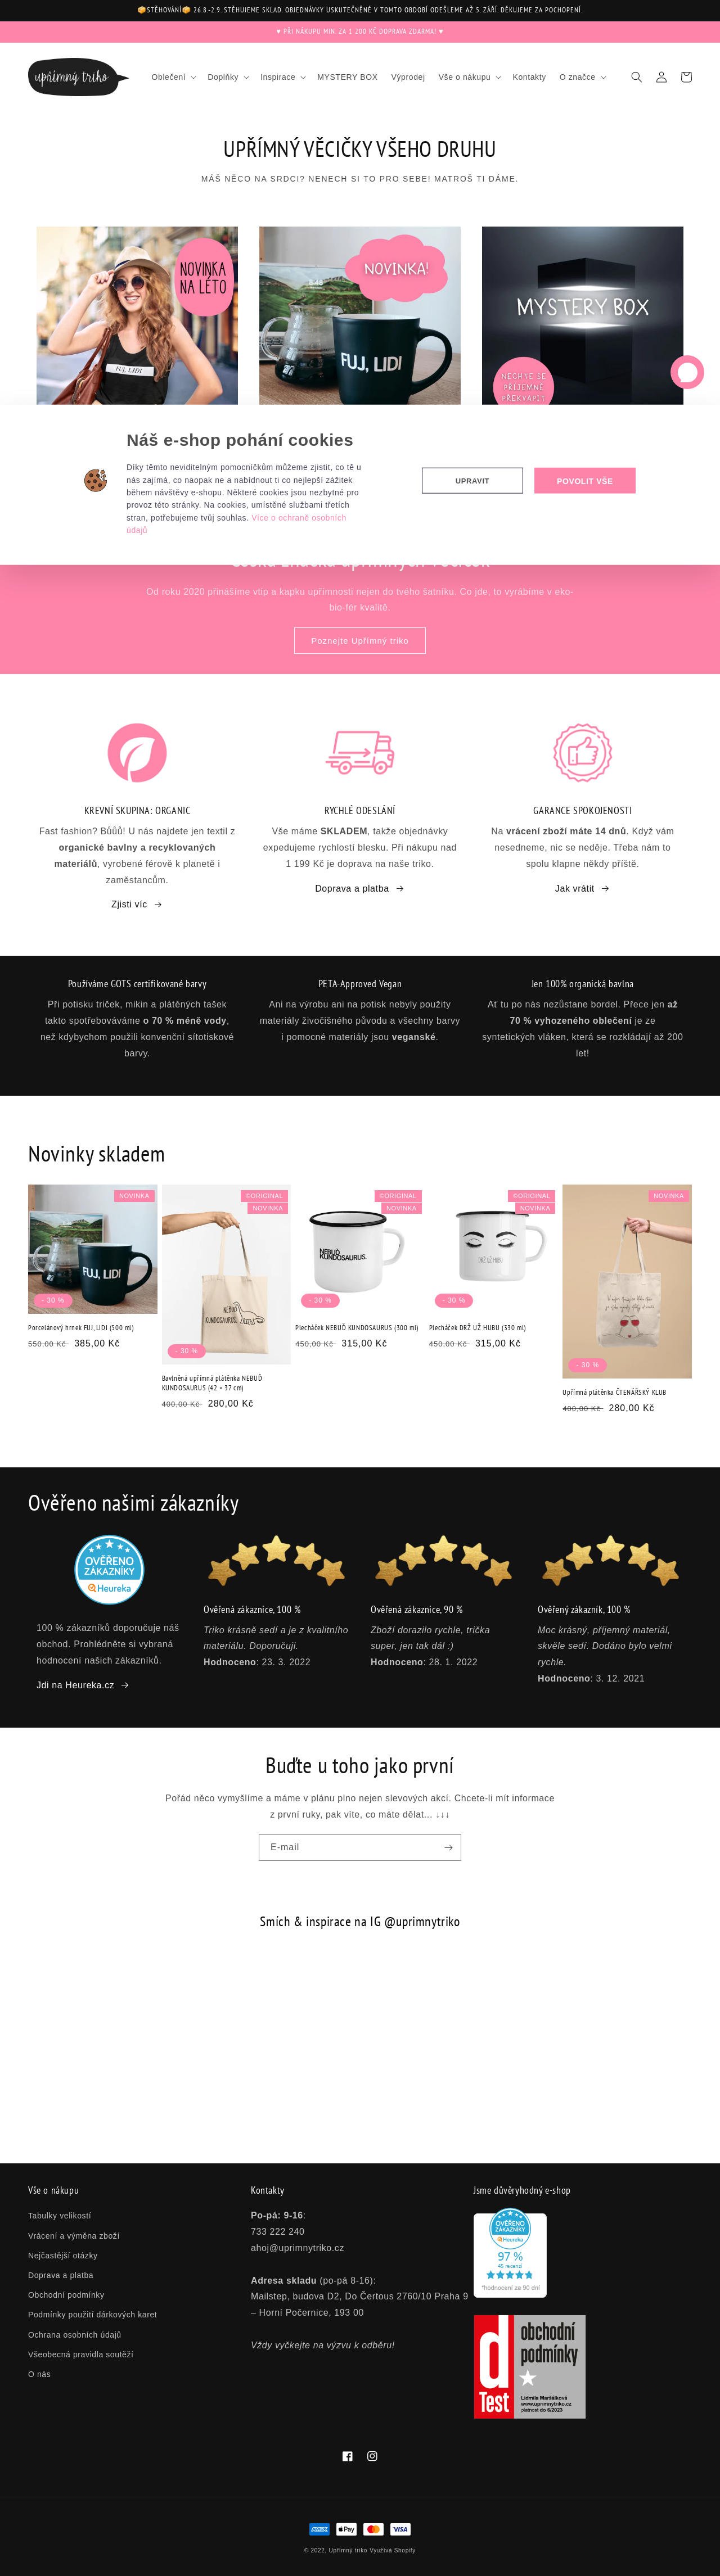 📦STĚHOVÁNÍ📦 26.8.-2.9. STĚHUJEME SKLAD. OBJEDNÁVKY USKUTEČNĚNÉ V TOMTO OBDOBÍ ODEŠLEME AŽ 5. ZÁŘÍ. DĚKUJEME ZA POCHOPENÍ.
♥ PŘI NÁKUPU MIN. ZA 1 200 KČ DOPRAVA ZDARMA! ♥
upřímný triko
Oblečení
Doplňky
Inspirace
MYSTERY BOX
Výprodej
Vše o nákupu
Kontakty
O značce
UPŘÍMNÝ VĚCIČKY VŠEHO DRUHU
MÁŠ NĚCO NA SRDCI? NENECH SI TO PRO SEBE! MATROŠ TI DÁME.
NOVINKA
NA LÉTO
FUJ, LIDI
NOVINKA!
FUJ, LIDI
MYSTERY BOX
NECHTE SE
PŘÍJEMNĚ
PŘEKVAPIT
Náš e-shop pohání cookies
Díky těmto neviditelným pomocníčkům můžeme zjistit, co tě u
nás zajímá, co naopak ne a nabídnout ti co nejlepší zážitek
během návštěvy e-shopu. Některé cookies jsou nezbytné pro
provoz této stránky. Na cookies, umístěné službami třetích
stran, potřebujeme tvůj souhlas. Více o ochraně osobních
údajů
UPRAVIT
POVOLIT VŠE
Od roku 2020 přinášíme vtip a kapku upřímnosti nejen do tvého šatníku. Co jde, to vyrábíme v eko-
bio-fér kvalitě.
Poznejte Upřímný triko
KREVNÍ SKUPINA: ORGANIC
Fast fashion? Bůůů! U nás najdete jen textil z
organické bavlny a recyklovaných
materiálů, vyrobené férově k planetě i
zaměstancům.
Zjisti víc →
RYCHLÉ ODESLÁNÍ
Vše máme SKLADEM, takže objednávky
expedujeme rychlostí blesku. Při nákupu nad
1 199 Kč je doprava na naše triko.
Doprava a platba →
GARANCE SPOKOJENOSTI
Na vrácení zboží máte 14 dnů. Když vám
nesedneme, nic se neděje. Třeba nám to
spolu klapne někdy příště.
Jak vrátit →
Používáme GOTS certifikované barvy
Při potisku triček, mikin a plátěných tašek
takto spotřebováváme o 70 % méně vody,
než kdybychom použili konvenční sítotiskové
barvy.
PETA-Approved Vegan
Ani na výrobu ani na potisk nebyly použity
materiály živočišného původu a všechny barvy
i pomocné materiály jsou veganské.
Jen 100% organická bavlna
Ať tu po nás nezůstane bordel. Přece jen až
70 % vyhozeného oblečení je ze
syntetických vláken, která se rozkládají až 200
let!
Novinky skladem
NOVINKA
FUJ, LIDI
- 30 %
Porcelánový hrnek FUJ, LIDI (500 ml)
550,00 Kč 385,00 Kč
©ORIGINAL
NOVINKA
NEBUĎ
KUNDOSAURUS
- 30 %
Bavlněná upřímná plátěnka NEBUĎ
KUNDOSAURUS (42 × 37 cm)
400,00 Kč 280,00 Kč
©ORIGINAL
NOVINKA
NEBUĎ
KUNDOSAURUS.
- 30 %
Plecháček NEBUĎ KUNDOSAURUS (300 ml)
450,00 Kč 315,00 Kč
©ORIGINAL
NOVINKA
DRŽ UŽ HUBU
- 30 %
Plecháček DRŽ UŽ HUBU (330 ml)
450,00 Kč 315,00 Kč
NOVINKA
- 30 %
Upřímná plátěnka ČTENÁŘSKÝ KLUB
400,00 Kč 280,00 Kč
Ověřeno našimi zákazníky
OVĚŘENO
ZÁKAZNÍKY
Heureka
100 % zákazníků doporučuje náš
obchod. Prohlédněte si vybraná
hodnocení našich zákazníků.
Jdi na Heureka.cz →
Ověřená zákaznice, 100 %
Triko krásně sedí a je z kvalitního
materiálu. Doporučuji.
Hodnoceno: 23. 3. 2022
Ověřená zákaznice, 90 %
Zboží dorazilo rychle, trička
super, jen tak dál :)
Hodnoceno: 28. 1. 2022
Ověřený zákazník, 100 %
Moc krásný, příjemný materiál,
skvěle sedí. Dodáno bylo velmi
rychle.
Hodnoceno: 3. 12. 2021
Buďte u toho jako první
Pořád něco vymyšlíme a máme v plánu plno nejen slevových akcí. Chcete-li mít informace
z první ruky, pak víte, co máte dělat... ↓↓↓
E-mail
Smích & inspirace na IG @uprimnytriko
Vše o nákupu
Tabulky velikostí
Vrácení a výměna zboží
Nejčastější otázky
Doprava a platba
Obchodní podmínky
Podmínky použití dárkových karet
Ochrana osobních údajů
Všeobecná pravidla soutěží
O nás
Kontakty
Po-pá: 9-16:
733 222 240
ahoj@uprimnytriko.cz
Adresa skladu (po-pá 8-16):
Mailstep, budova D2, Do Čertous 2760/10 Praha 9
– Horní Počernice, 193 00
Vždy vyčkejte na výzvu k odběru!
Jsme důvěryhodný e-shop
OVĚŘENO
ZÁKAZNÍKY
Heureka
97 %
45 recenzí
*hodnocení za 90 dní
dTest
obchodní
podmínky
Lidmila Maršálková
www.uprimnytriko.cz
platnost do 6/2023
© 2022, Upřímný triko Využívá Shopify